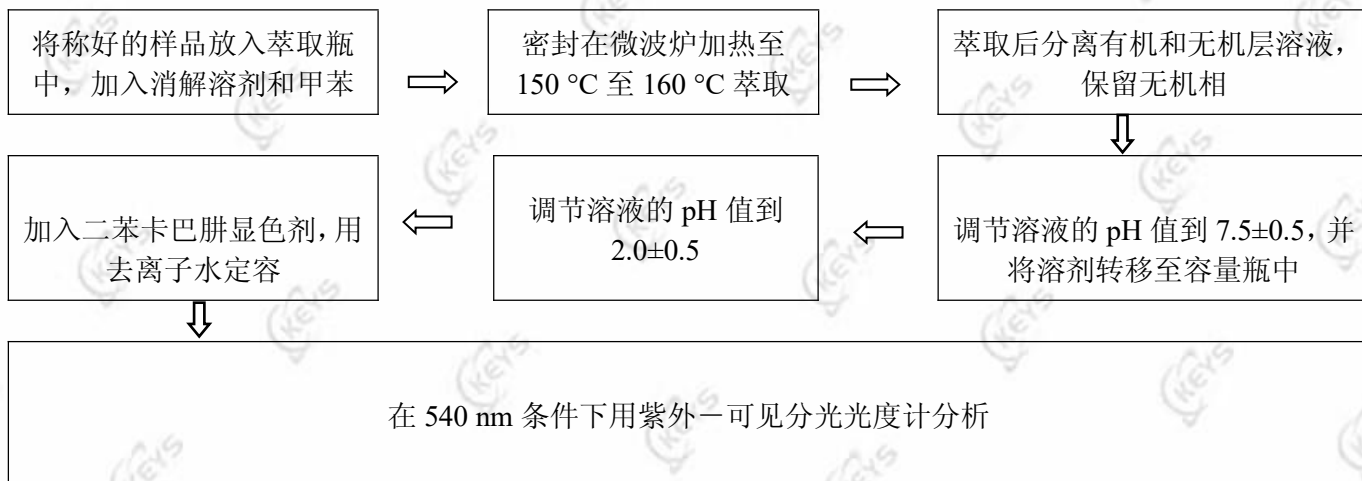 将称好的样品放入萃取瓶
中，加入消解溶剂和甲苯
密封在微波炉加热至
150 °C 至 160 °C 萃取
萃取后分离有机和无机层溶液，
保留无机相
调节溶液的 pH 值到 7.5±0.5，并
将溶剂转移至容量瓶中
调节溶液的 pH 值到
2.0±0.5
加入二苯卡巴肼显色剂，用
去离子水定容
在 540 nm 条件下用紫外－可见分光光度计分析
CKEYS